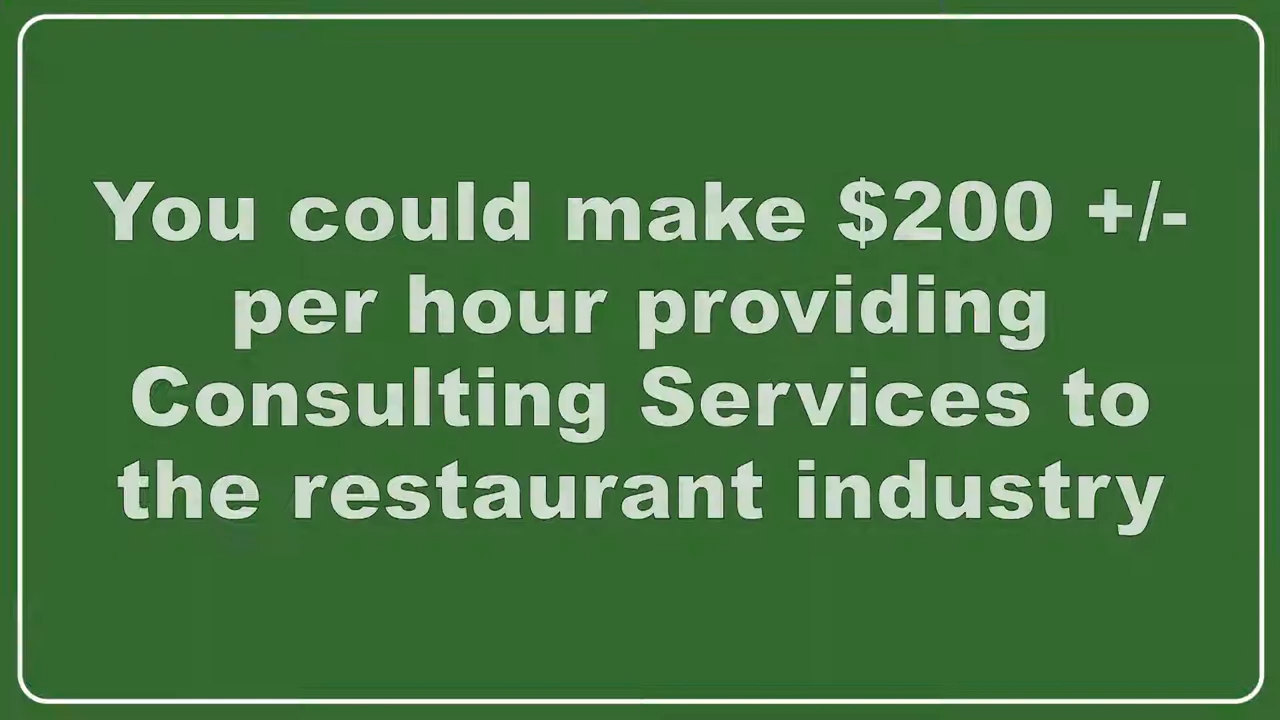 You could make $200 +/-
per hour providing
Consulting Services to
the restaurant industry